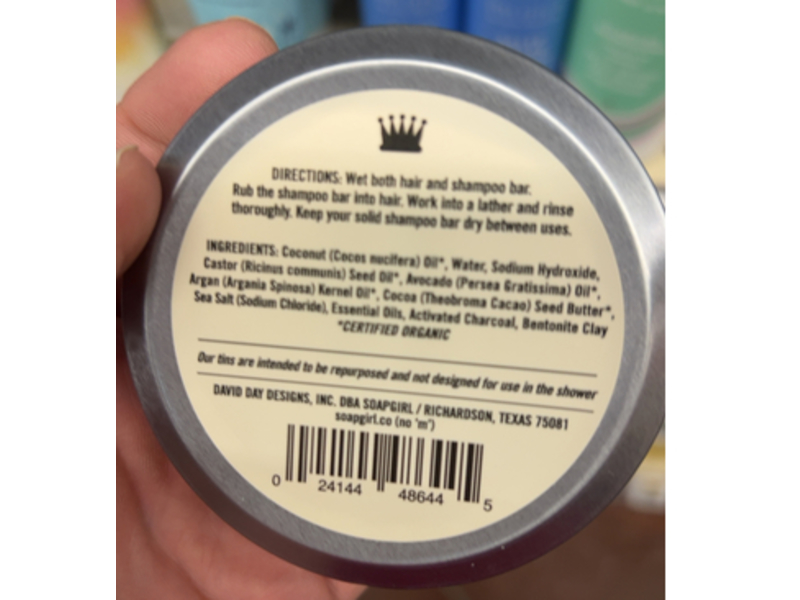 DIRECTIONS: Wet both hair and shampoo bar.
Rub the shampoo bar into hair. Work into a lather and rinse
thoroughly. Keep your solid shampoo bar dry between uses.
INGREDIENTS: Coconut (Cocos nucifera) Oil*, Water, Sodium Hydroxide,
Castor (Ricinus communis) Seed Oil*, Avocado (Persea Gratissima) Oil*,
Argan (Argania Spinosa) Kernel Oil*, Cocoa (Theobroma Cacao) Seed Butter*,
Sea Salt (Sodium Chloride), Essential Oils, Activated Charcoal, Bentonite Clay
*CERTIFIED ORGANIC
Our tins are intended to be repurposed and not designed for use in the shower
DAVID DAY DESIGNS, INC. DBA SOAPGIRL / RICHARDSON, TEXAS 75081
soapgirl.co (no 'm')
0 24144 48644 5